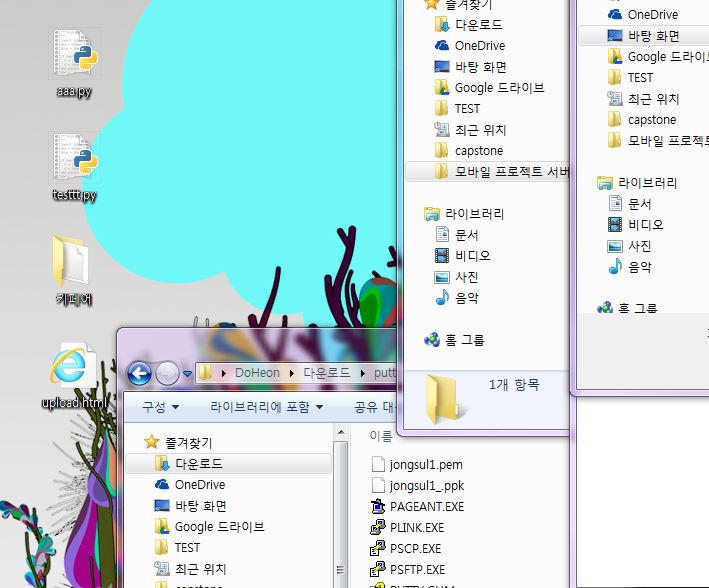 aaa.py
testtt.py
키페어
upload.html
즐겨찾기
다운로드
OneDrive
바탕 화면
Google 드라이브
TEST
최근 위치
capstone
모바일 프로젝트 서버
라이브러리
문서
비디오
사진
음악
홈 그룹
1개 항목
OneDrive
바탕 화면
Google 드라이
TEST
최근 위치
capstone
모바일 프로젝트
라이브러리
문서
비디오
사진
음악
홈 그룹
DoHeon 다운로드 putt
구성 라이브러리에 포함 공유 대
즐겨찾기
다운로드
OneDrive
바탕 화면
Google 드라이브
TEST
최근 위치
capstone
이름
jongsul1.pem
jongsul1_.ppk
PAGEANT.EXE
PLINK.EXE
PSCP.EXE
PSFTP.EXE